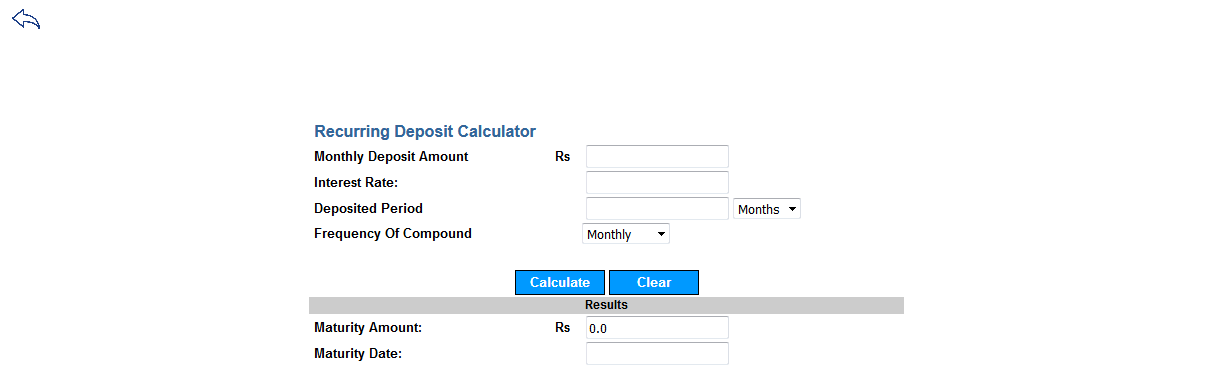 Recurring Deposit Calculator
Monthly Deposit Amount Rs
Interest Rate:
Deposited Period Months
Frequency Of Compound Monthly
Calculate Clear
Results
Maturity Amount: Rs 0.0
Maturity Date: